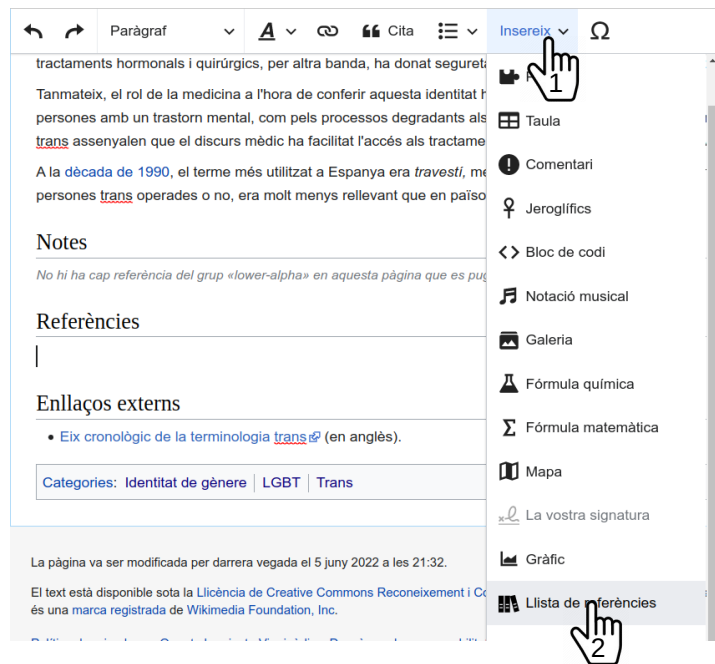 Paràgraf A Cita Insereix Ω
tractaments hormonals i quirúrgics, per altra banda, ha donat
Tanmateix, el rol de la medicina a l'hora de conferir aquesta identitat
persones amb un trastorn mental, com pels processos degradants als
trans assenyalen que el discurs mèdic ha facilitat l'accés als
A la dècada de 1990, el terme més utilitzat a Espanya era travesti,
persones trans operades o no, era molt menys rellevant que en
Notes
No hi ha cap referència del grup «lower-alpha» en aquesta pàgina que es
Referències
Enllaços externs
• Eix cronològic de la terminologia trans (en anglès).
Categories: Identitat de gènere | LGBT | Trans
La pàgina va ser modificada per darrera vegada el 5 juny 2022 a les 21:32.
El text està disponible sota la Llicència de Creative Commons Reconeixement i
és una marca registrada de Wikimedia Foundation, Inc.
1
Taula
Comentari
Jeroglífics
Bloc de codi
Notació musical
Galeria
Fórmula química
Fórmula matemàtica
Mapa
La vostra signatura
Gràfic
Llista de referències
2